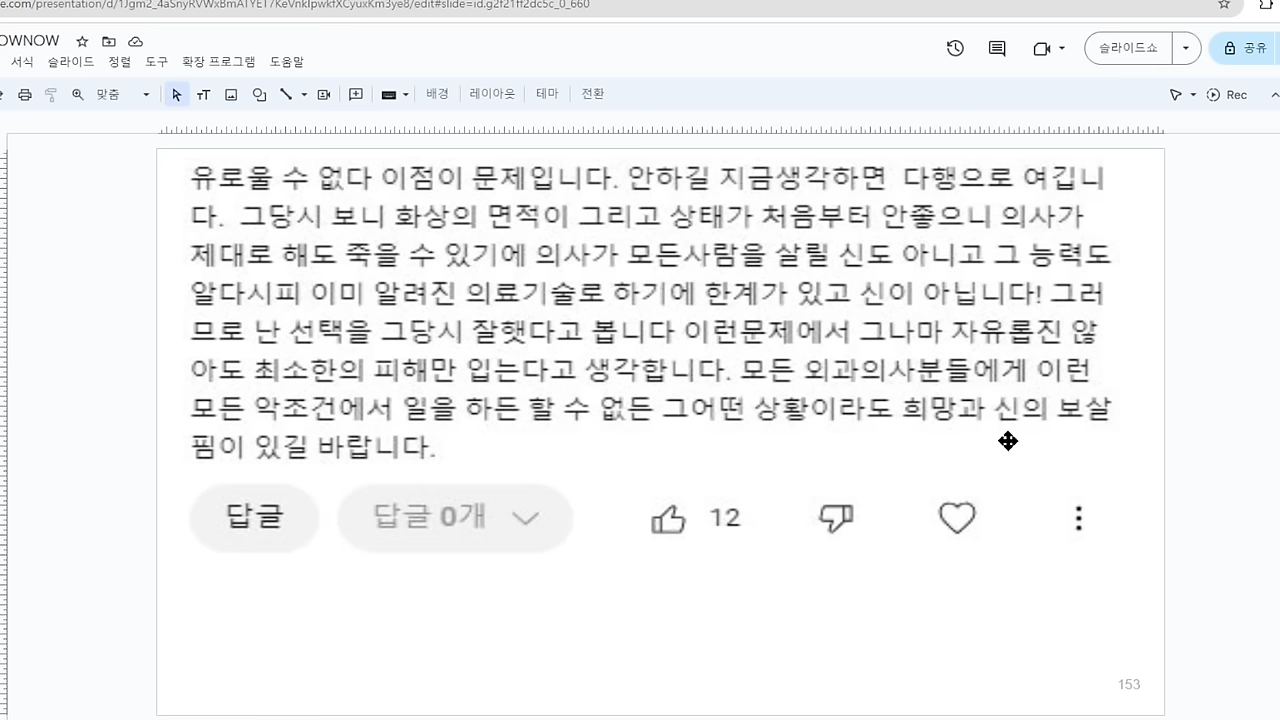 e.com/presentation/d/1Jgm2_4aSnyRVWxBmATYET7KeVnkIpwkfXCyuxKm3ye8/edit#slide=id.g2f21ff2dc5c_0_660
OWNOW
서식 슬라이드 정렬 도구 확장 프로그램 도움말
슬라이드쇼
공유
맞춤
배경
레이아웃
테마
전환
Rec
유로울 수 없다 이점이 문제입니다. 안하길 지금생각하면 다행으로 여깁니
다. 그당시 보니 화상의 면적이 그리고 상태가 처음부터 안좋으니 의사가
제대로 해도 죽을 수 있기에 의사가 모든사람을 살릴 신도 아니고 그 능력도
알다시피 이미 알려진 의료기술로 하기에 한계가 있고 신이 아닙니다! 그러
므로 난 선택을 그당시 잘햇다고 봅니다 이런문제에서 그나마 자유롭진 않
아도 최소한의 피해만 입는다고 생각합니다. 모든 외과의사분들에게 이런
모든 악조건에서 일을 하든 할 수 없든 그어떤 상황이라도 희망과 신의 보살
핌이 있길 바랍니다.
답글
답글 0개
12
153